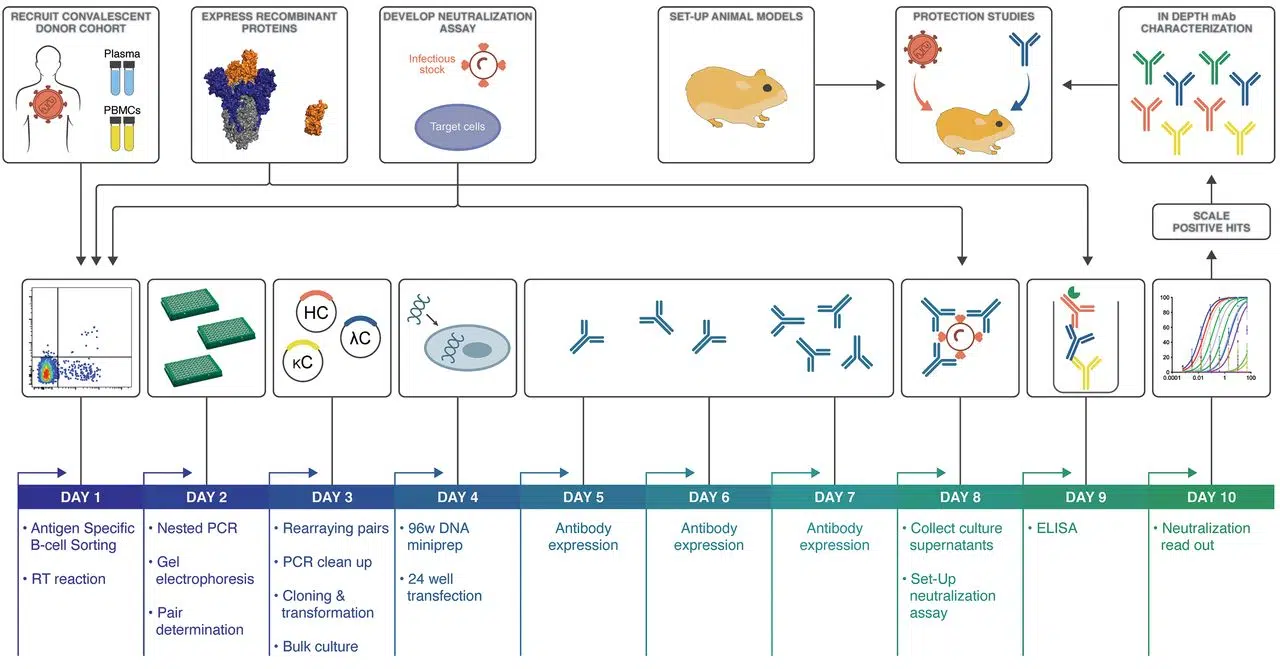 RECRUIT CONVALESCENT
DONOR COHORT
Plasma
PBMCs
EXPRESS RECOMBINANT
PROTEINS
DEVELOP NEUTRALIZATION
ASSAY
Infectious
stock
Target cells
SET-UP ANIMAL MODELS
PROTECTION STUDIES
IN DEPTH mAb
CHARACTERIZATION
SCALE
POSITIVE HITS
HC
λC
κC
100
80
60
40
20
0
0.0001
0.01
1
100
DAY 1
• Antigen Specific
B-cell Sorting
• RT reaction
DAY 2
• Nested PCR
• Gel
electrophoresis
• Pair
determination
DAY 3
• Rearraying pairs
• PCR clean up
• Cloning &
transformation
• Bulk culture
DAY 4
• 96w DNA
miniprep
• 24 well
transfection
DAY 5
Antibody
expression
DAY 6
Antibody
expression
DAY 7
Antibody
expression
DAY 8
• Collect culture
supernatants
• Set-Up
neutralization
assay
DAY 9
• ELISA
DAY 10
• Neutralization
read out